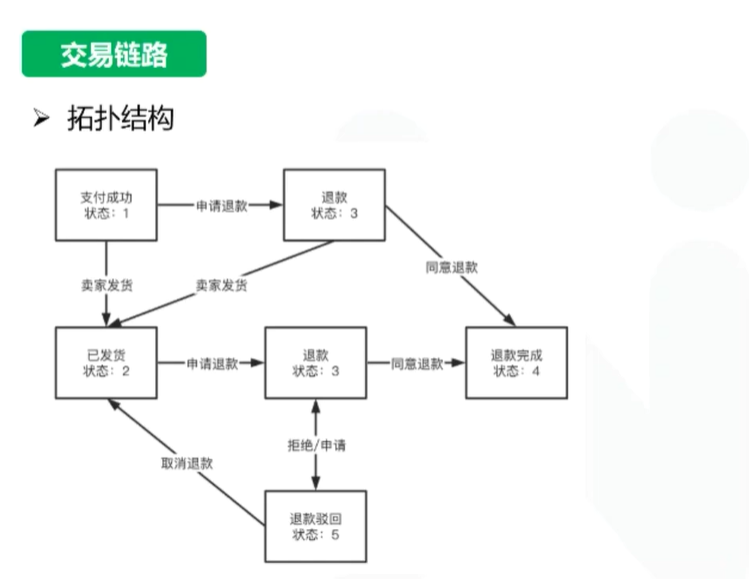 交易链路
拓扑结构
支付成功
状态：1
申请退款
退款
状态：3
卖家发货
卖家发货
同意退款
已发货
状态：2
申请退款
退款
状态：3
同意退款
退款完成
状态：4
拒绝/申请
取消退款
退款驳回
状态：5